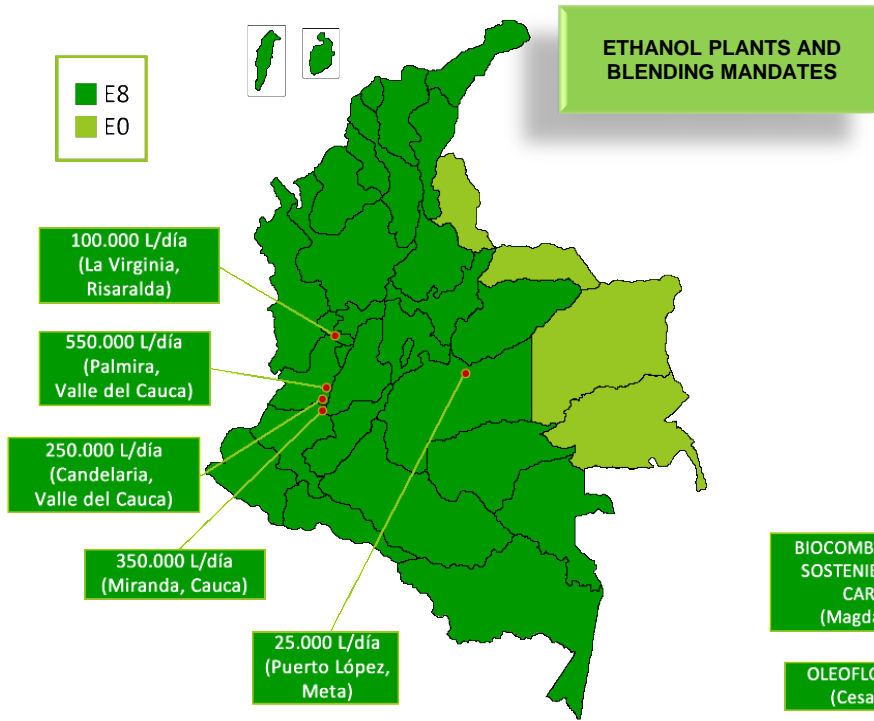 ETHANOL PLANTS AND
BLENDING MANDATES
E8
E0
100.000 L/día
(La Virginia,
Risaralda)
550.000 L/día
(Palmira,
Valle del Cauca)
250.000 L/día
(Candelaria,
Valle del Cauca)
350.000 L/día
(Miranda, Cauca)
25.000 L/día
(Puerto López,
Meta)